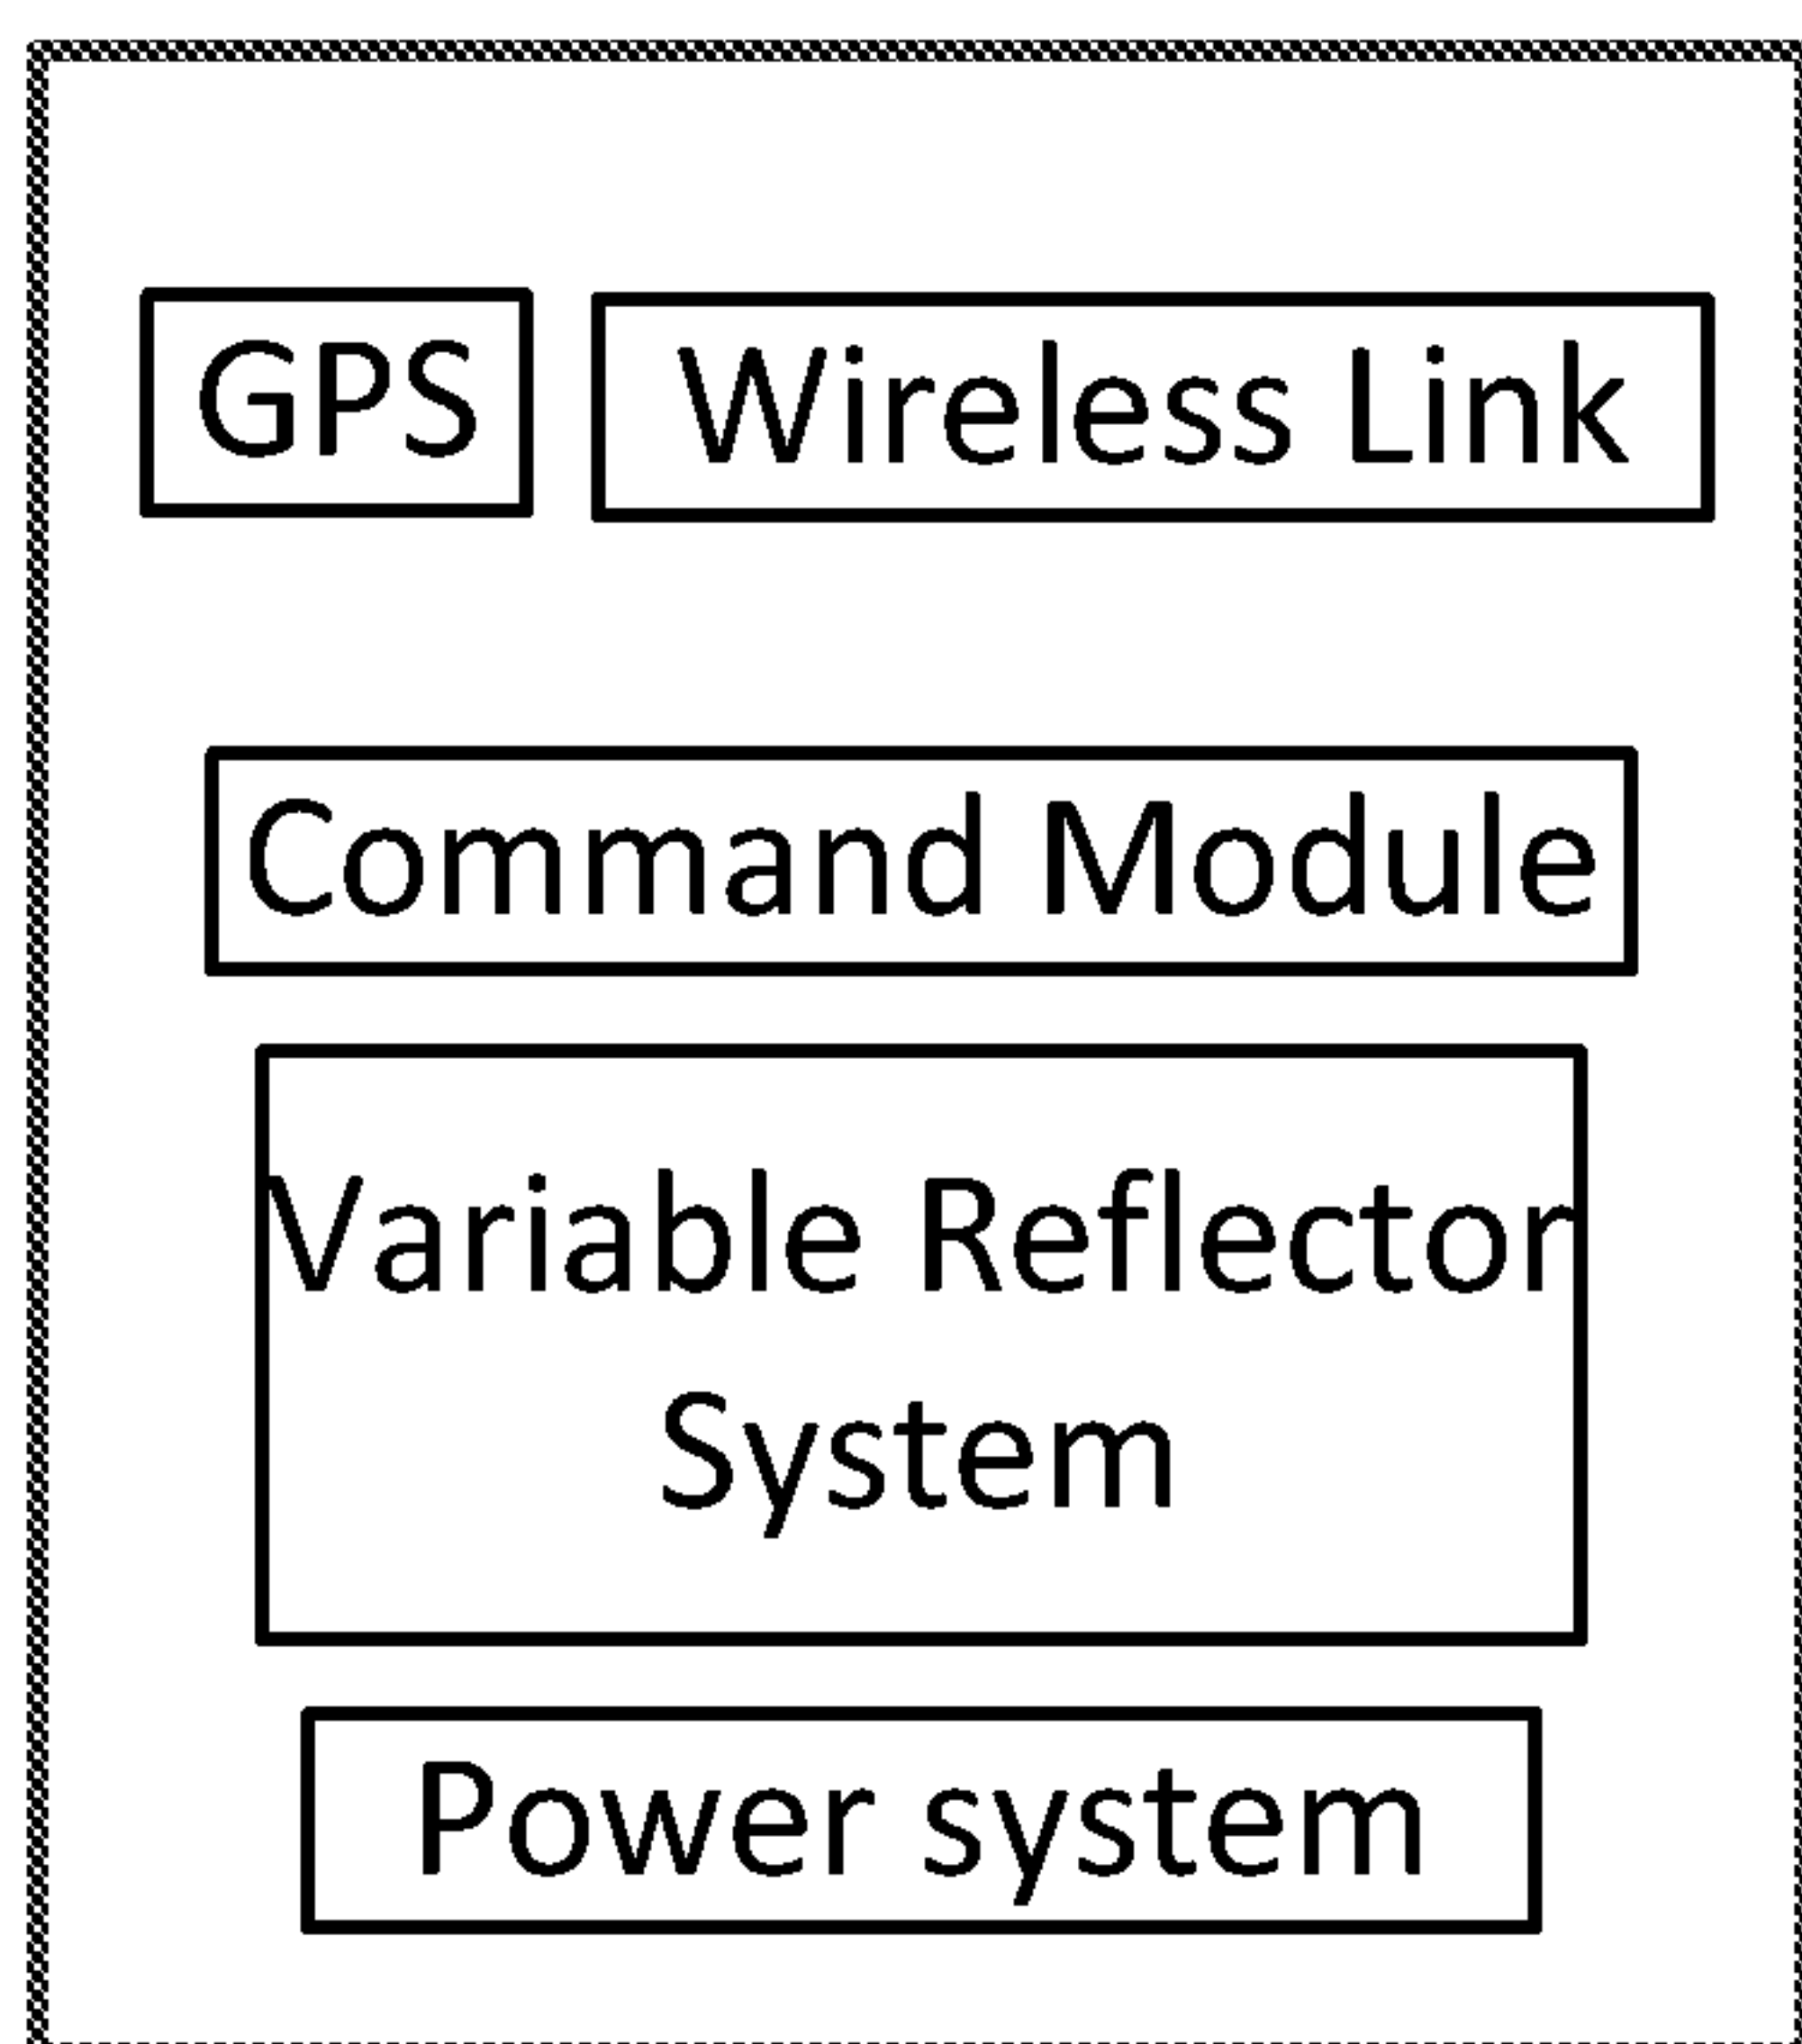 GPS
Wireless Link
Command Module
Variable Reflector
System
Power system